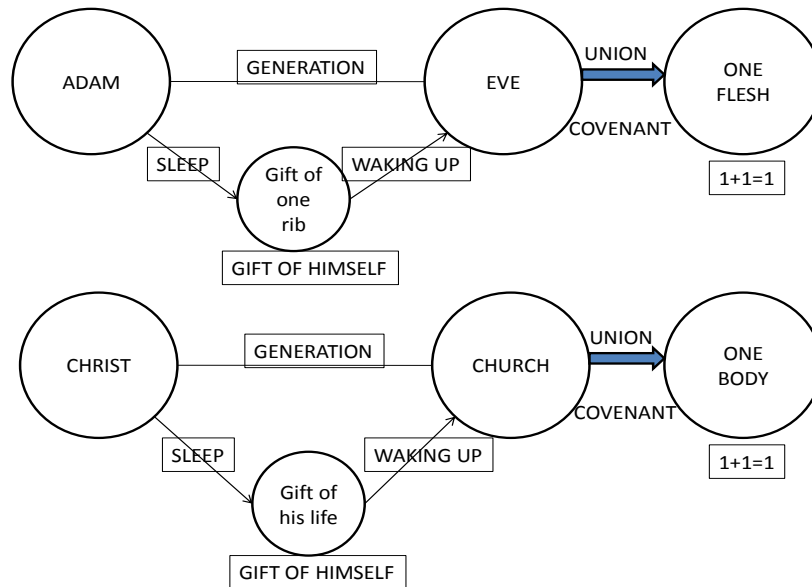 UNION
GENERATION
ADAM
EVE
ONE
FLESH
COVENANT
SLEEP
WAKING UP
Gift of
one
rib
1+1=1
GIFT OF HIMSELF
UNION
GENERATION
CHRIST
CHURCH
ONE
BODY
COVENANT
SLEEP
WAKING UP
1+1=1
Gift of
his life
GIFT OF HIMSELF